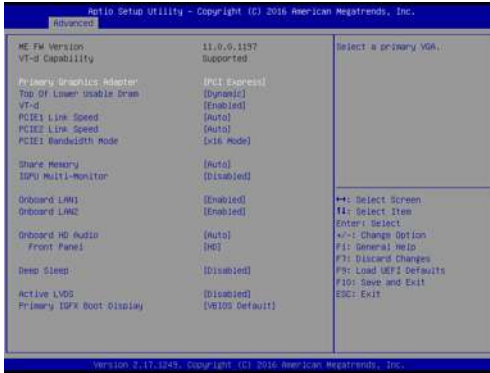 Aptio Setup Utility - Copyright (C) 2016 American Megatrends, Inc.
Advanced
ME FW Version 11.0.0.1197
VT-d Capability Supported
Primary Graphics Adapter [PCI Express]
Top Of Lower Usable Dram [Dynamic]
VT-d [Enabled]
PCIE1 Link Speed [Auto]
PCIE2 Link Speed [Auto]
PCIE1 Bandwidth Mode [x16 Mode]
Share Memory [Auto]
IGPU Multi-Monitor [Disabled]
Onboard LAN1 [Enabled]
Onboard LAN2 [Enabled]
Onboard HD Audio [Auto]
Front Panel [HD]
Deep Sleep [Disabled]
Active LVDS [Disabled]
Primary IGFX Boot Display [VBIOS Default]
Select a primary VGA.
↔: Select Screen
↑↓: Select Item
Enter: Select
+/-: Change Option
F1: General Help
F7: Discard Changes
F9: Load UEFI Defaults
F10: Save and Exit
ESC: Exit
Version 2.17.1249. Copyright (C) 2016 American Megatrends, Inc.